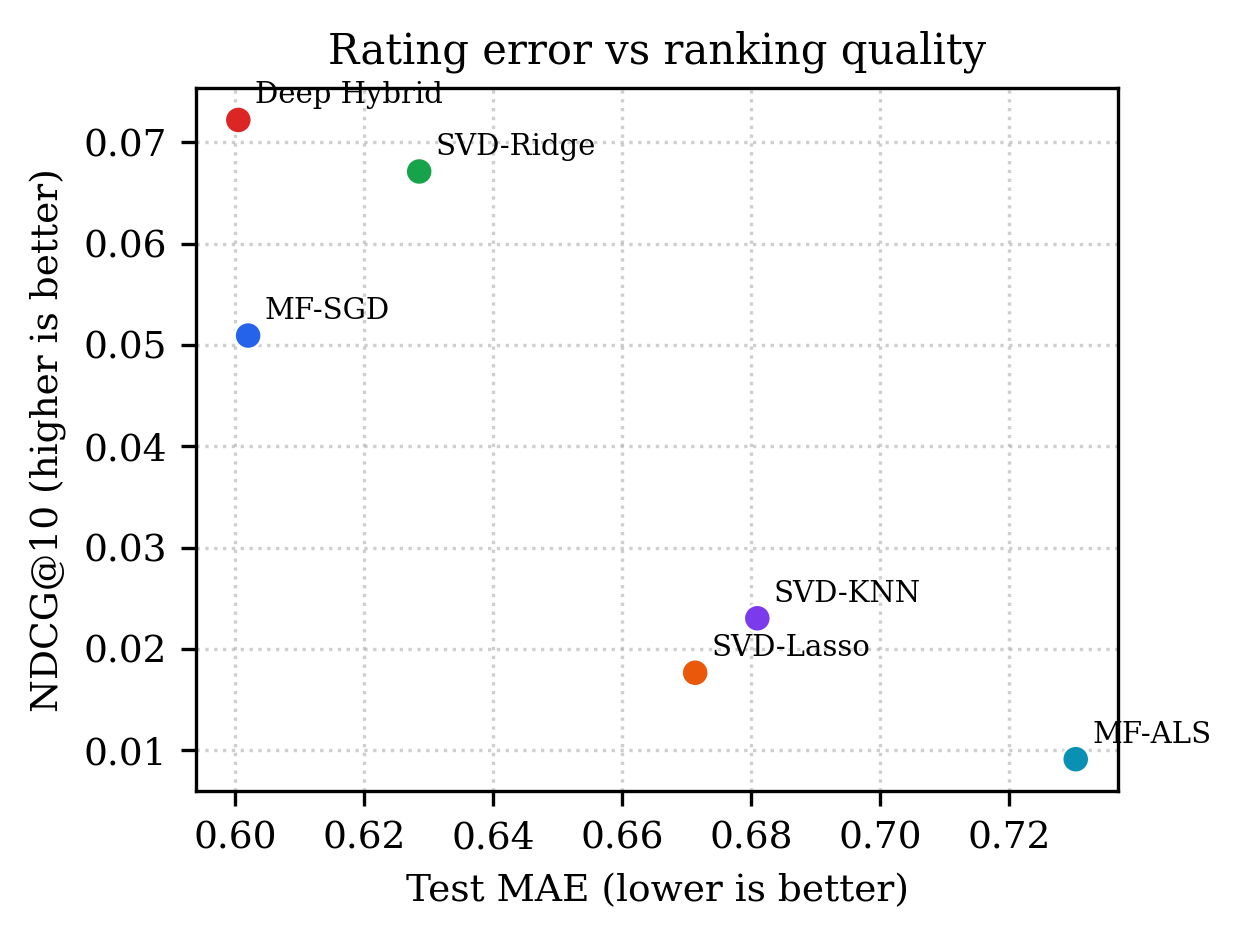 Rating error vs ranking quality
Deep Hybrid
SVD-Ridge
MF-SGD
SVD-KNN
SVD-Lasso
MF-ALS
NDCG@10 (higher is better)
0.07
0.06
0.05
0.04
0.03
0.02
0.01
0.60 0.62 0.64 0.66 0.68 0.70 0.72
Test MAE (lower is better)